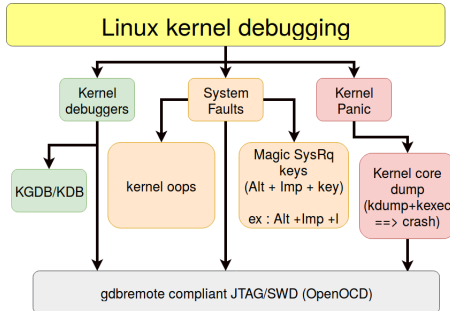 Linux kernel debugging
Kernel
debuggers
System
Faults
Kernel
Panic
KGDB/KDB
kernel oops
Magic SysRq
keys
(Alt + Imp + key)
ex : Alt +Imp +l
Kernel core
dump
(kdump+kexec
==> crash)
gdbremote compliant JTAG/SWD (OpenOCD)